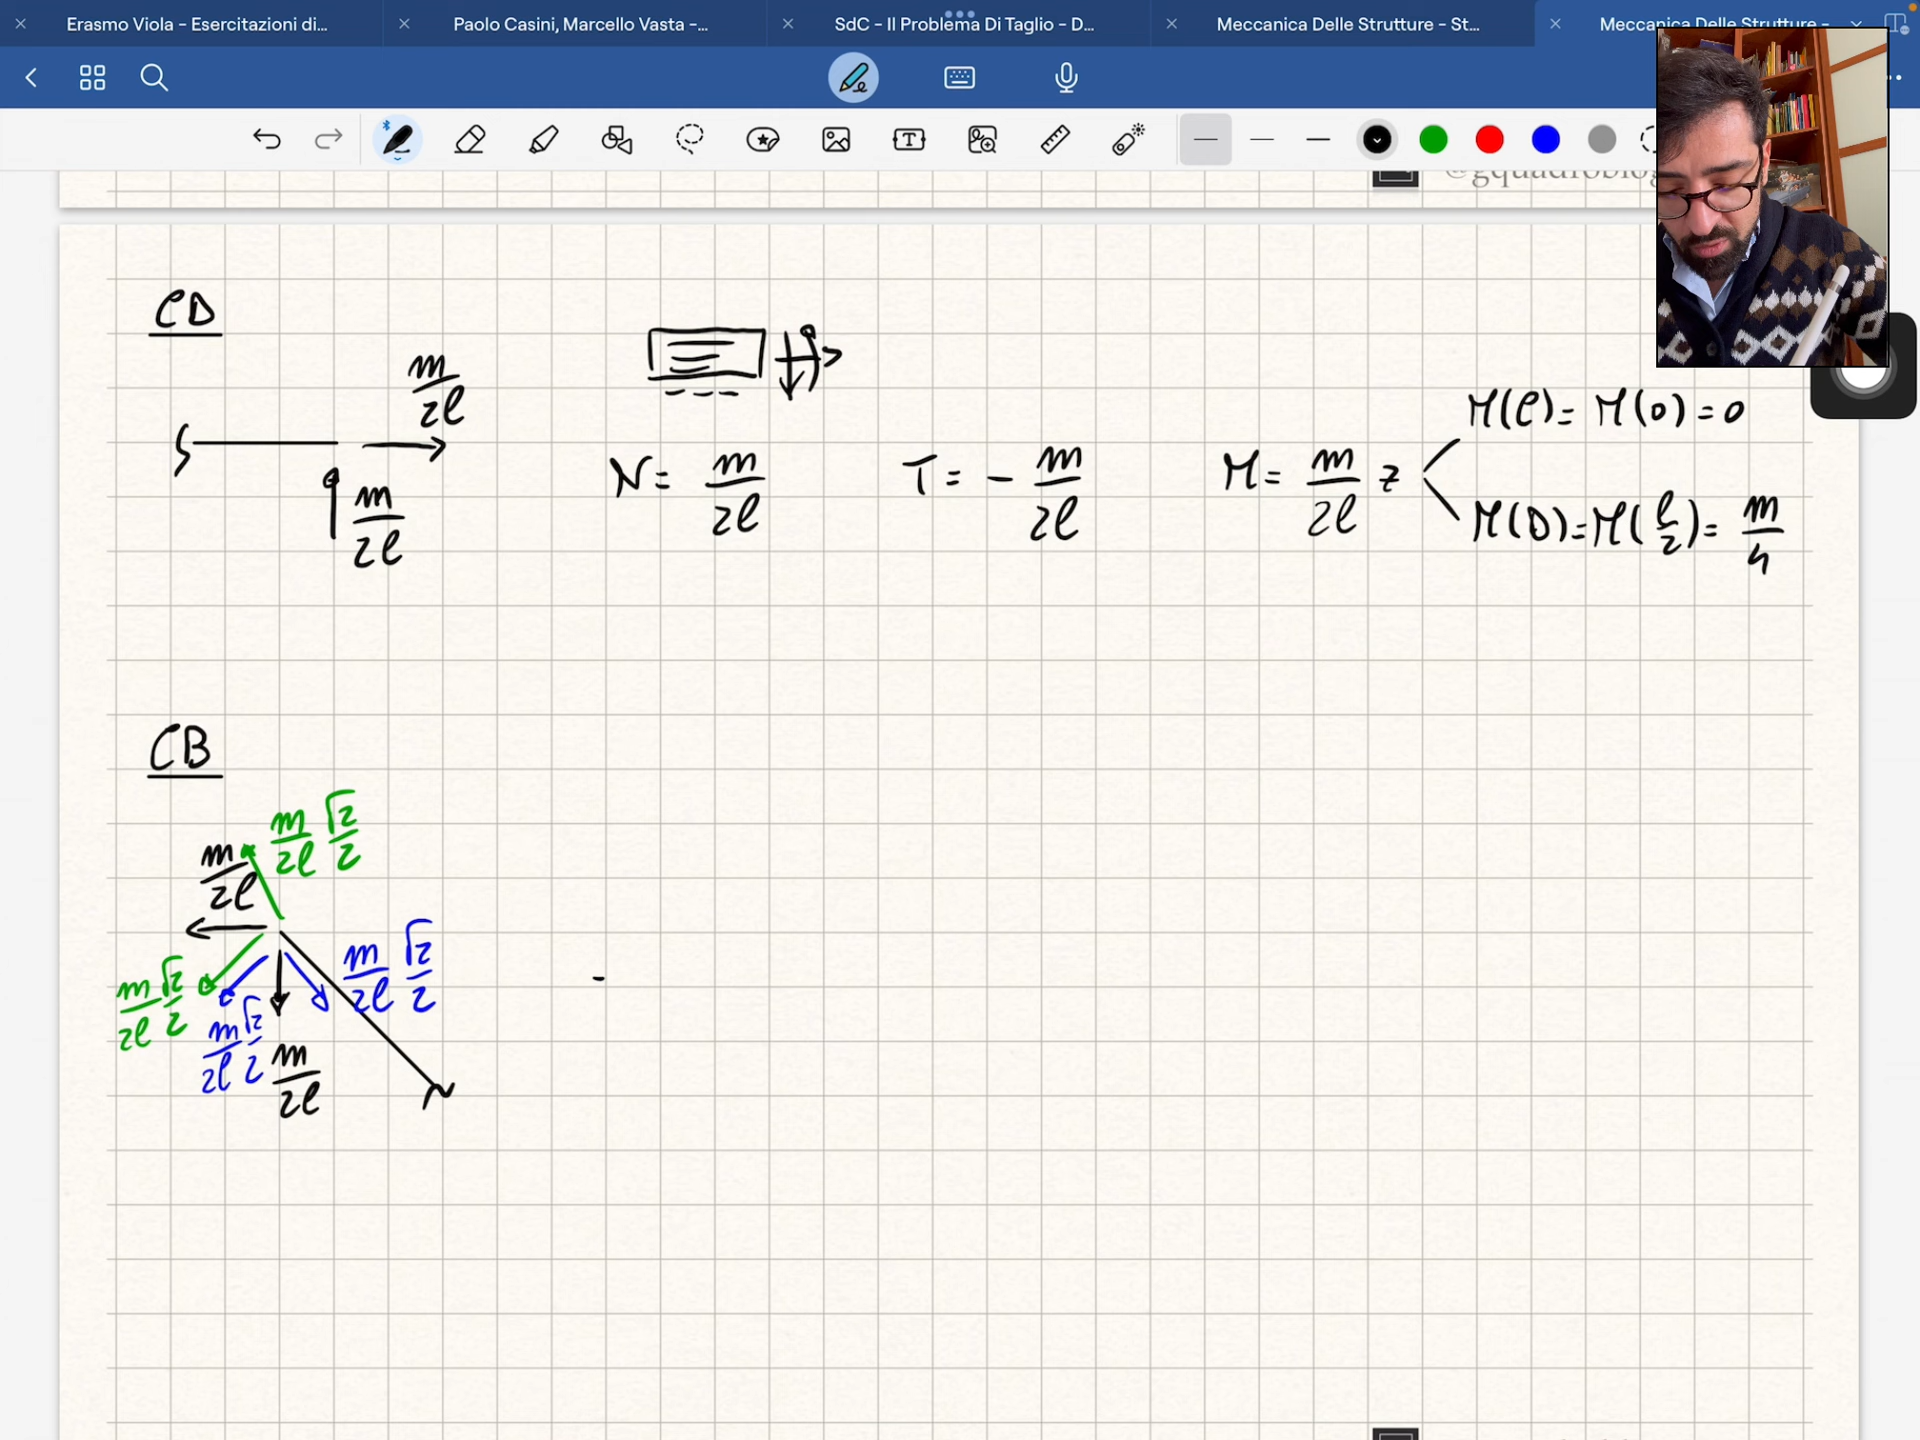 Erasmo Viola - Esercitazioni di...
Paolo Casini, Marcello Vasta -...
SdC - Il Problema Di Taglio - D...
Meccanica Delle Strutture - St...
Meccanica Delle Strutture -
@gquadroblog
CD
m/2l
m/2l
N = m/2l
T = - m/2l
M = m/2l z
M(C) = M(0) = 0
M(D) = M(l/2) = m/4
CB
m/2l √2/2
m/2l
m/2l √2/2
m/2l √2/2
m/2l √2/2
m/2l
-